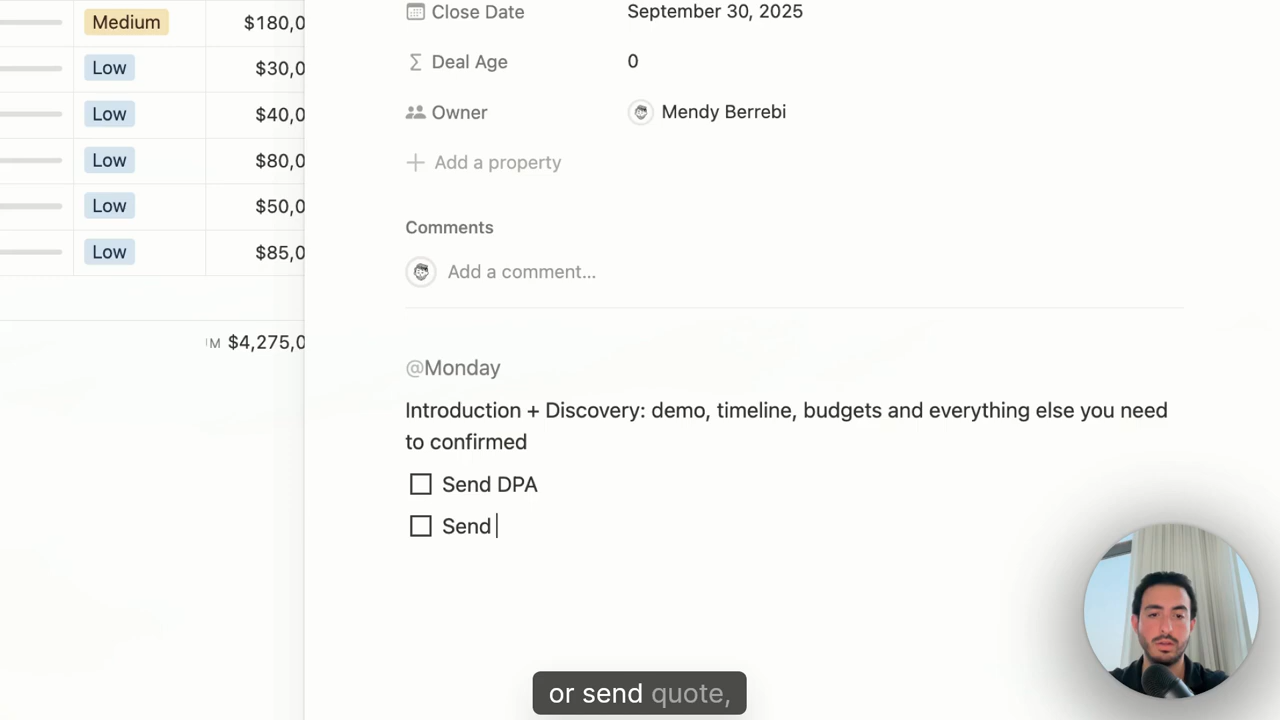 Medium $180,0
Low $30,0
Low $40,0
Low $80,0
Low $50,0
Low $85,0
M $4,275,0
Close Date September 30, 2025
Deal Age 0
Owner Mendy Berrebi
Add a property
Comments
Add a comment...
@Monday
Introduction + Discovery: demo, timeline, budgets and everything else you need
to confirmed
Send DPA
Send
or send quote,